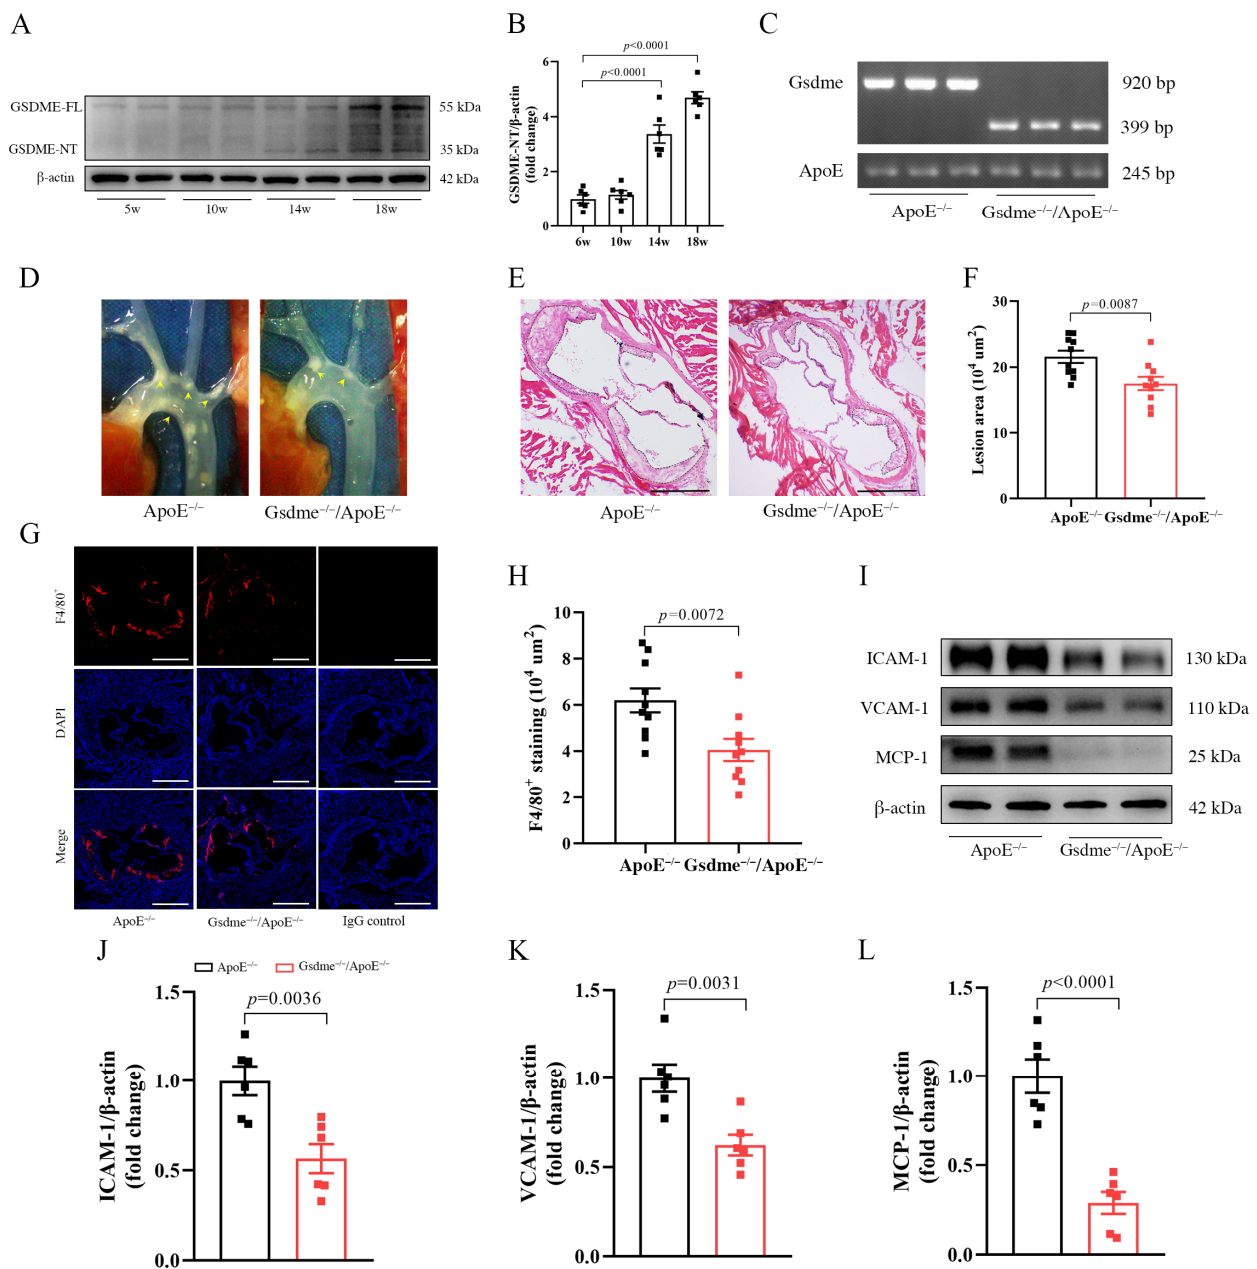 A
GSDME-FL
55 kDa
GSDME-NT
35 kDa
β-actin
42 kDa
5w
10w
14w
18w
B
p<0.0001
p<0.0001
GSDME-NT/β-actin
(fold change)
6
4
2
0
6w
10w
14w
18w
C
Gsdme
920 bp
399 bp
ApoE
245 bp
ApoE⁻/⁻
Gsdme⁻/⁻/ΛpoE⁻/⁻
D
ApoE⁻/⁻
Gsdme⁻/⁻/ApoE⁻/⁻
E
ApoE⁻/⁻
Gsdme⁻/⁻/ApoE⁻/⁻
F
p=0.0087
Lesion area (10⁴ um²)
30
20
10
0
ApoE⁻/⁻
Gsdme⁻/⁻/ApoE⁻/⁻
G
F4/80⁺
DAPI
Merge
ApoE⁻/⁻
Gsdme⁻/⁻/ApoE⁻/⁻
IgG control
H
p=0.0072
F4/80⁺ staining (10⁴ um²)
10
8
6
4
2
0
ApoE⁻/⁻
Gsdme⁻/⁻/ApoE⁻/⁻
I
ICAM-1
130 kDa
VCAM-1
110 kDa
MCP-1
25 kDa
β-actin
42 kDa
ApoE⁻/⁻
Gsdme⁻/⁻/ApoE⁻/⁻
J
ApoE⁻/⁻
Gsdme⁻/⁻/ApoE⁻/⁻
p=0.0036
ICAM-1/β-actin
(fold change)
1.5
1.0
0.5
0.0
K
p=0.0031
VCAM-1/β-actin
(fold change)
1.5
1.0
0.5
0.0
L
p<0.0001
MCP-1/β-actin
(fold change)
1.5
1.0
0.5
0.0